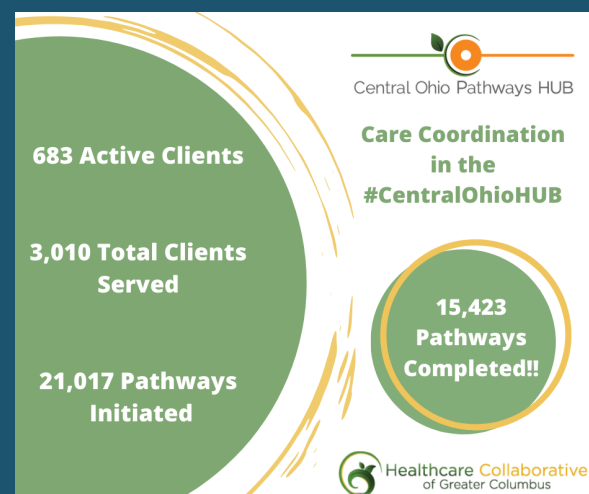 683 Active Clients
3,010 Total Clients
Served
21,017 Pathways
Initiated
Central Ohio Pathways HUB
Care Coordination
in the
#CentralOhioHUB
15,423
Pathways
Completed!!
Healthcare Collaborative
of Greater Columbus